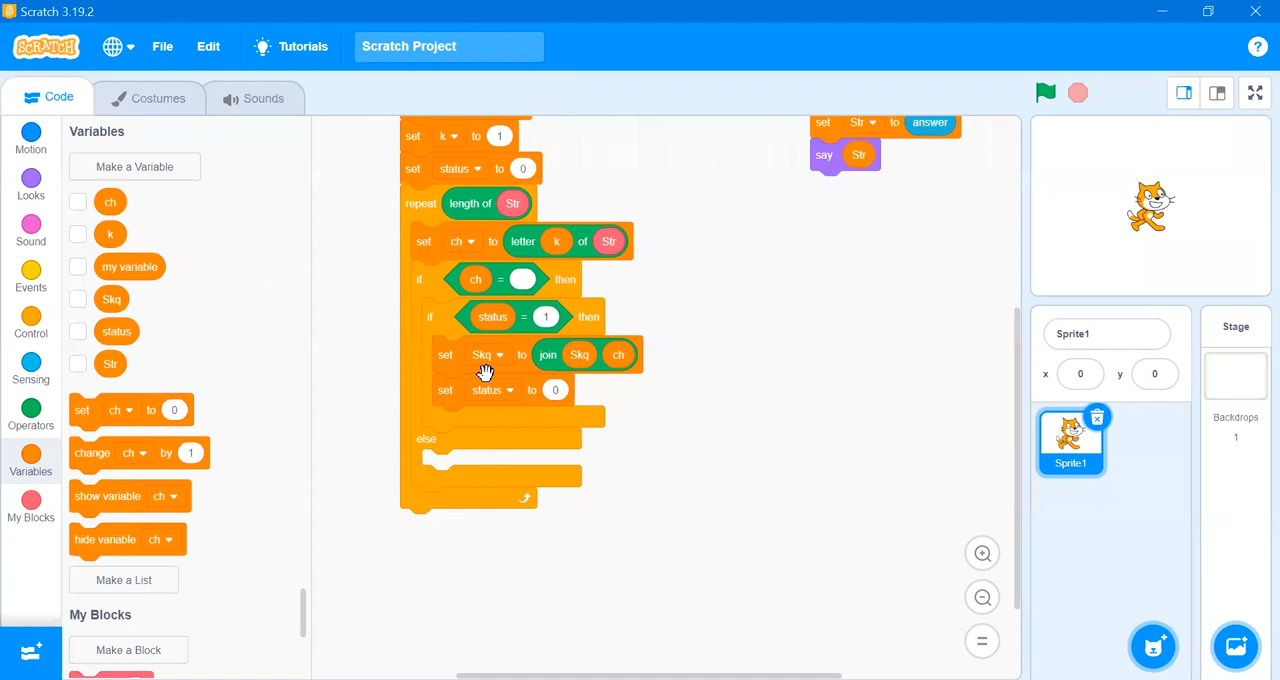 Scratch 3.19.2
SCRATCH File Edit Tutorials Scratch Project ?
Code Costumes Sounds
Motion
Looks
Sound
Events
Control
Sensing
Operators
Variables
My Blocks
Variables
Make a Variable
ch
k
my variable
Skq
status
Str
set ch to 0
change ch by 1
show variable ch
hide variable ch
Make a List
My Blocks
Make a Block
set k to 1
set status to 0
repeat length of Str
set ch to letter k of Str
if ch = then
if status = 1 then
set Skq to join Skq ch
set status to 0
else
set Str to answer
say Str
Sprite1
x 0 y 0
Sprite1
Stage
Backdrops
1